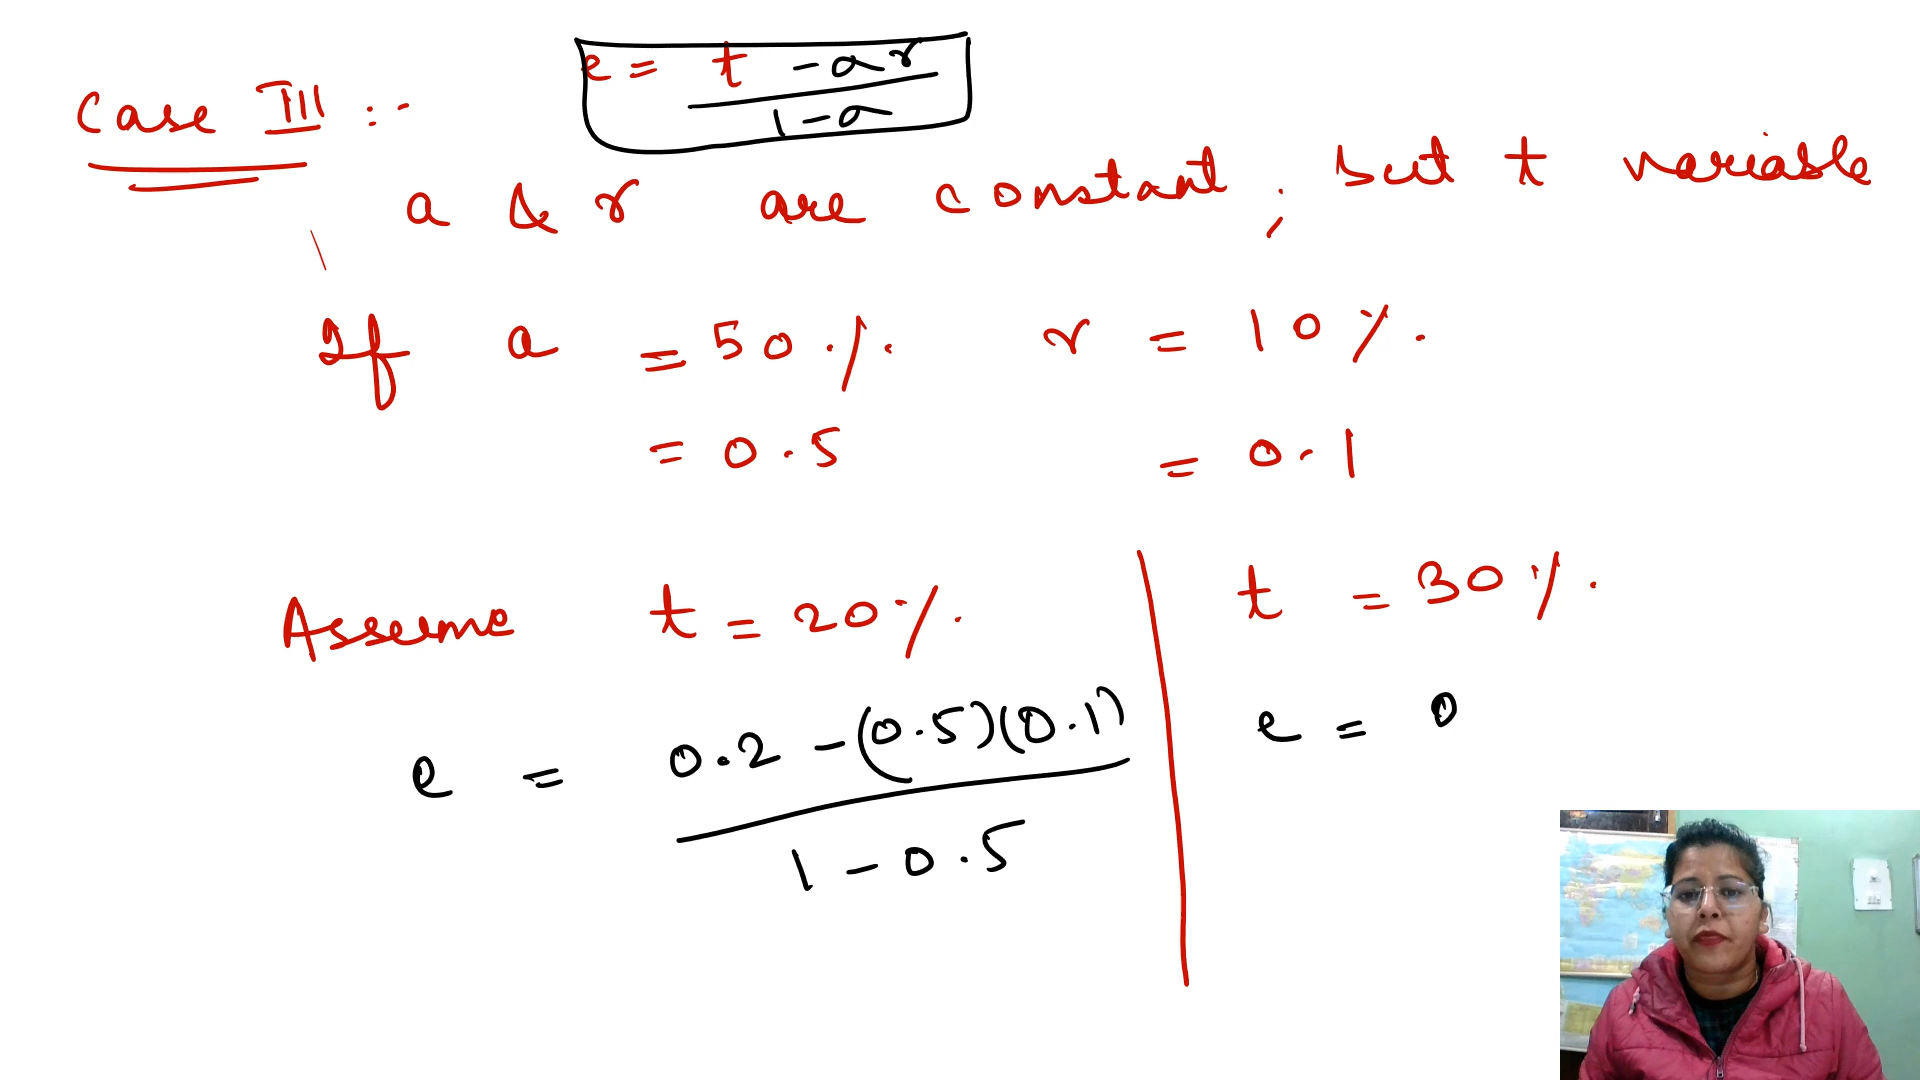 e = t - ar / 1 - a
Case III :-
a & r are constant ; but t variable
If a = 50 % r = 10 %
= 0.5 = 0.1
Assume t = 20 % t = 30 %
e = 0.2 - (0.5)(0.1) / 1 - 0.5 e = 0